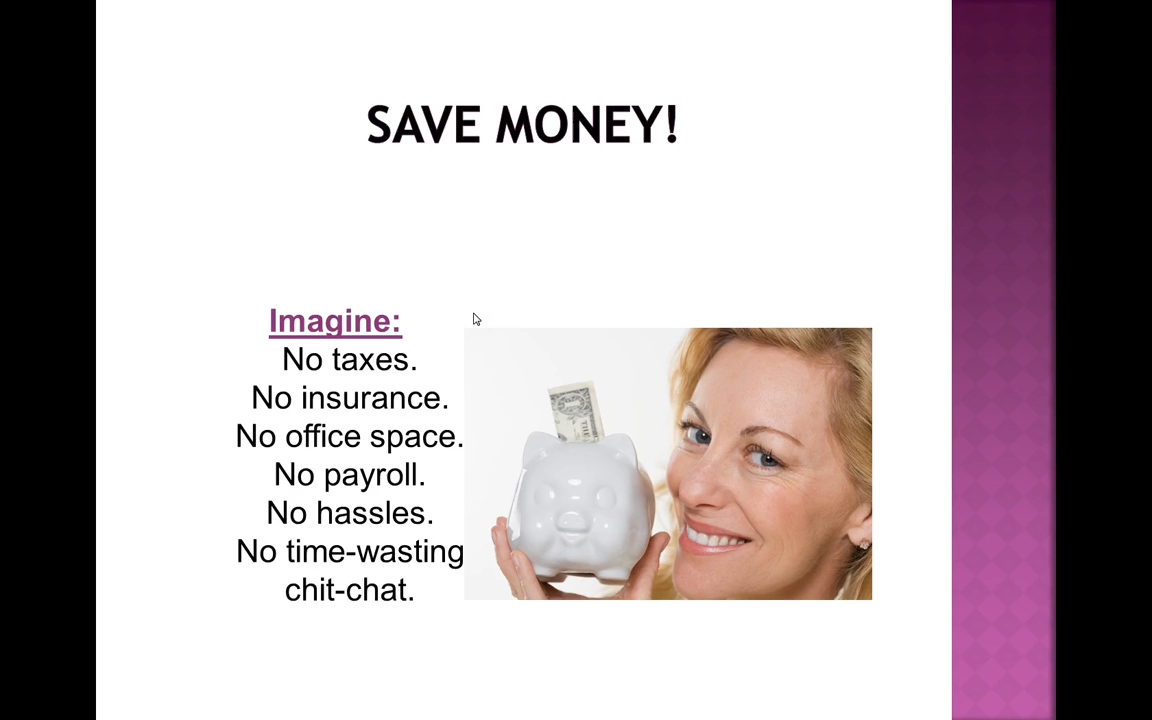 SAVE MONEY!
Imagine:
No taxes.
No insurance.
No office space.
No payroll.
No hassles.
No time-wasting
chit-chat.